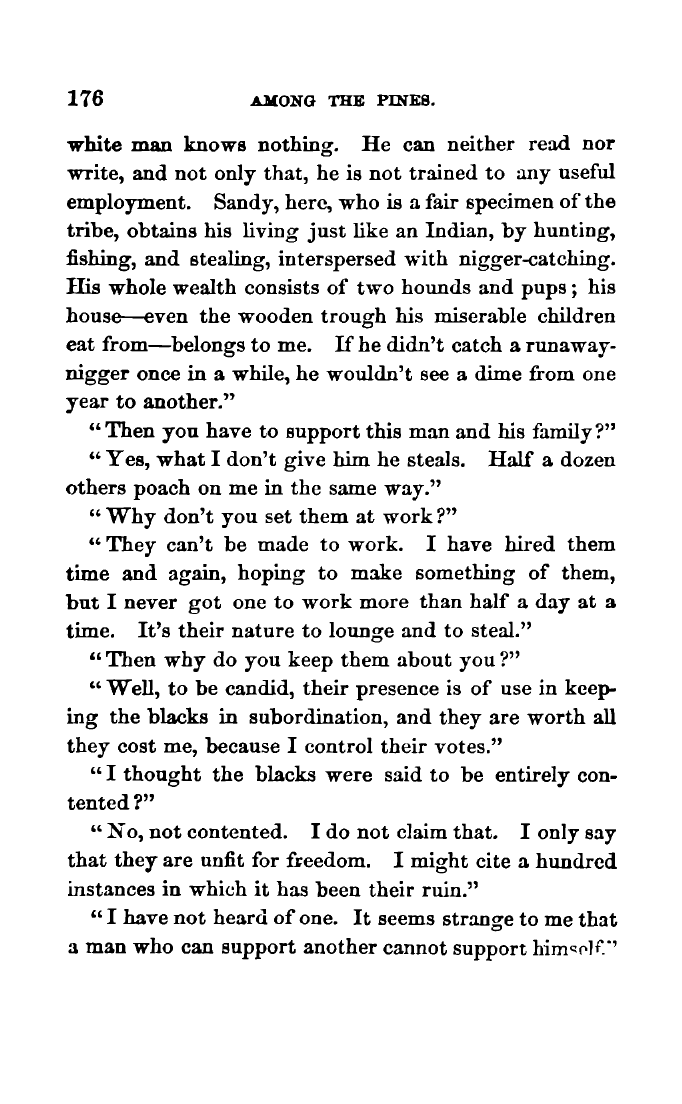 176 AMONG THE PINES.
white man knows nothing. He can neither read nor
write, and not only that, he is not trained to any useful
employment. Sandy, here, who is a fair specimen of the
tribe, obtains his living just like an Indian, by hunting,
fishing, and stealing, interspersed with nigger-catching.
His whole wealth consists of two hounds and pups; his
house—even the wooden trough his miserable children
eat from—belongs to me. If he didn't catch a runaway-
nigger once in a while, he wouldn't see a dime from one
year to another."
"Then you have to support this man and his family?"
"Yes, what I don't give him he steals. Half a dozen
others poach on me in the same way."
"Why don't you set them at work?"
"They can't be made to work. I have hired them
time and again, hoping to make something of them,
but I never got one to work more than half a day at a
time. It's their nature to lounge and to steal."
"Then why do you keep them about you?"
"Well, to be candid, their presence is of use in keep-
ing the blacks in subordination, and they are worth all
they cost me, because I control their votes."
"I thought the blacks were said to be entirely con-
tented?"
"No, not contented. I do not claim that. I only say
that they are unfit for freedom. I might cite a hundred
instances in which it has been their ruin."
"I have not heard of one. It seems strange to me that
a man who can support another cannot support himself."